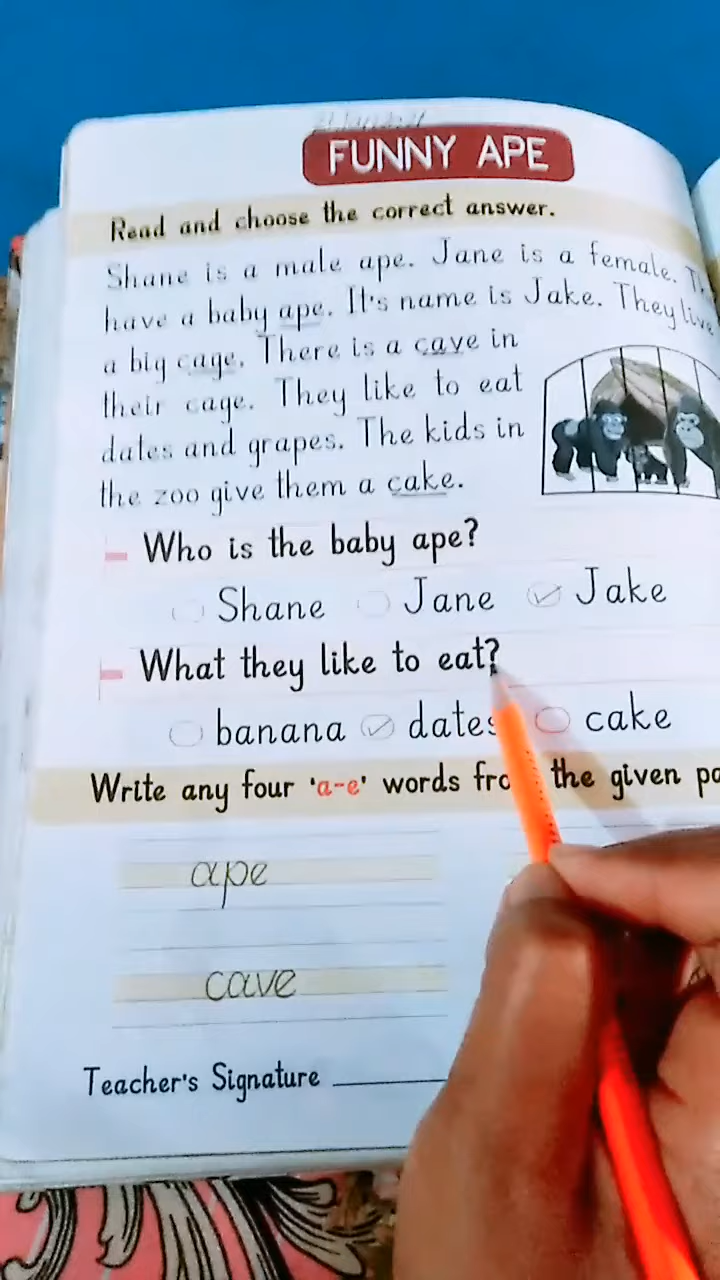 FUNNY APE
Read and choose the correct answer.
Shane is a male ape. Jane is a female.
have a baby ape. It's name is Jake. They live
a big cage. There is a cave in
their cage. They like to eat
dates and grapes. The kids in
the zoo give them a cake.
Who is the baby ape?
Shane Jane Jake
What they like to eat?
banana dates cake
Write any four 'a-e' words from the given
ape
cave
Teacher's Signature